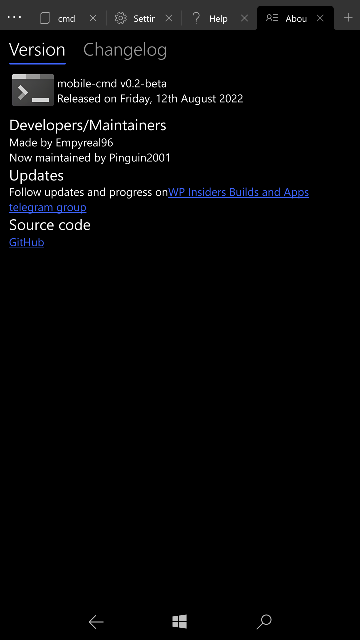 cmd
Settir
Help
Abou
Version Changelog
mobile-cmd v0.2-beta
Released on Friday, 12th August 2022
Developers/Maintainers
Made by Empyreal96
Now maintained by Pinguin2001
Updates
Follow updates and progress onWP Insiders Builds and Apps
telegram group
Source code
GitHub